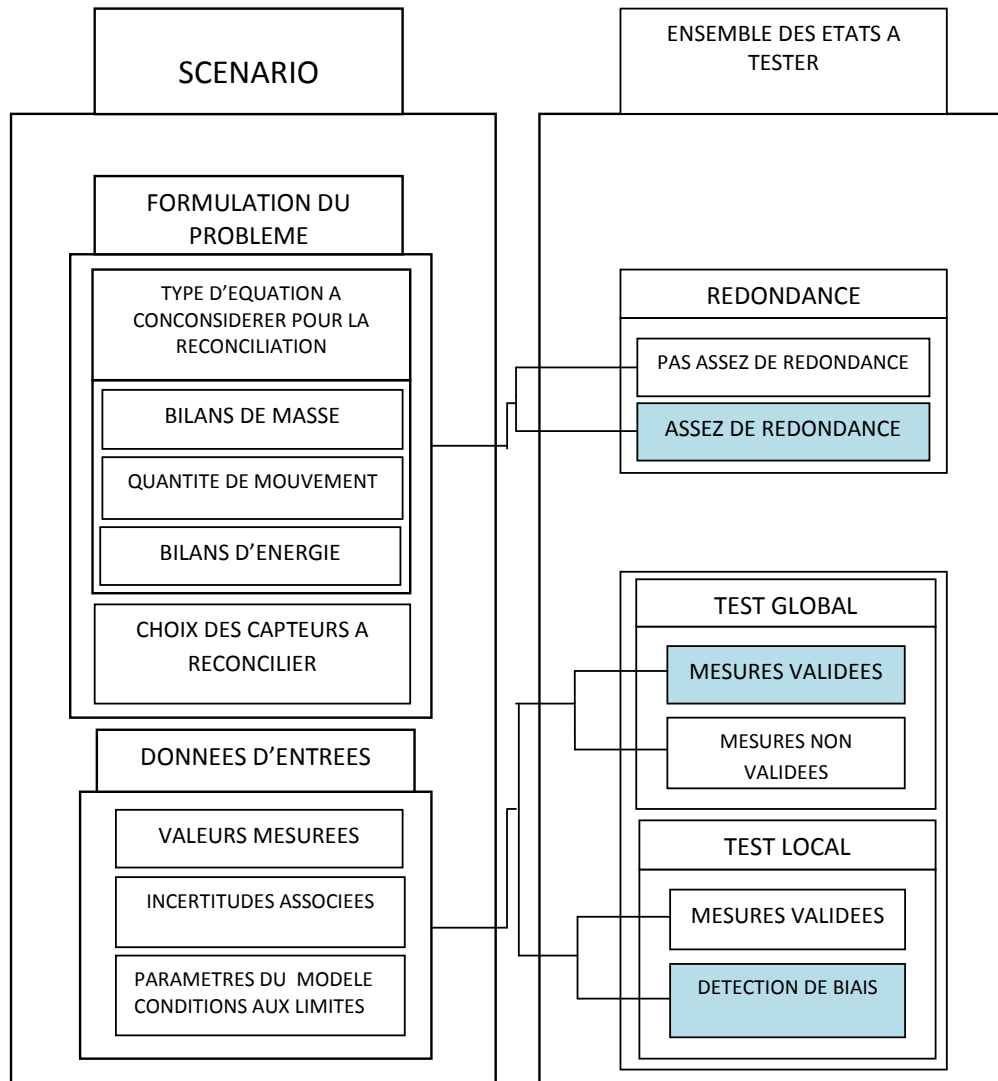 SCENARIO
FORMULATION DU
PROBLEME
TYPE D'EQUATION A
CONCONSIDERER POUR LA
RECONCILIATION
BILANS DE MASSE
QUANTITE DE MOUVEMENT
BILANS D'ENERGIE
CHOIX DES CAPTEURS A
RECONCILIER
DONNEES D'ENTREES
VALEURS MESUREES
INCERTITUDES ASSOCIEES
PARAMETRES DU MODELE
CONDITIONS AUX LIMITES
ENSEMBLE DES ETATS A
TESTER
REDONDANCE
PAS ASSEZ DE REDONDANCE
ASSEZ DE REDONDANCE
TEST GLOBAL
MESURES VALIDEES
MESURES NON
VALIDEES
TEST LOCAL
MESURES VALIDEES
DETECTION DE BIAIS